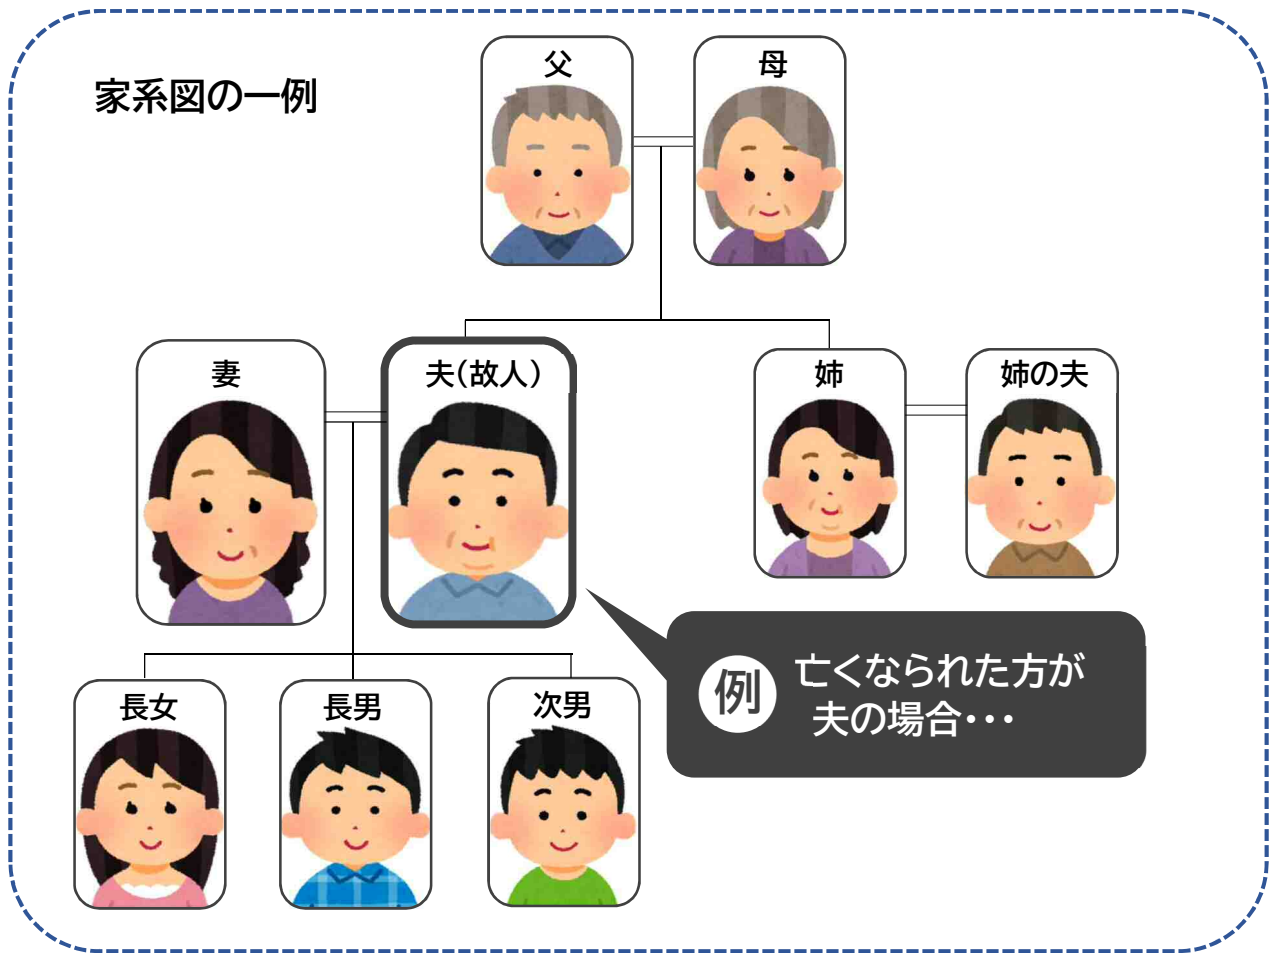 家系図の一例
父
母
妻
夫(故人)
姉
姉の夫
例
亡くなられた方が
夫の場合・・・
長女
長男
次男